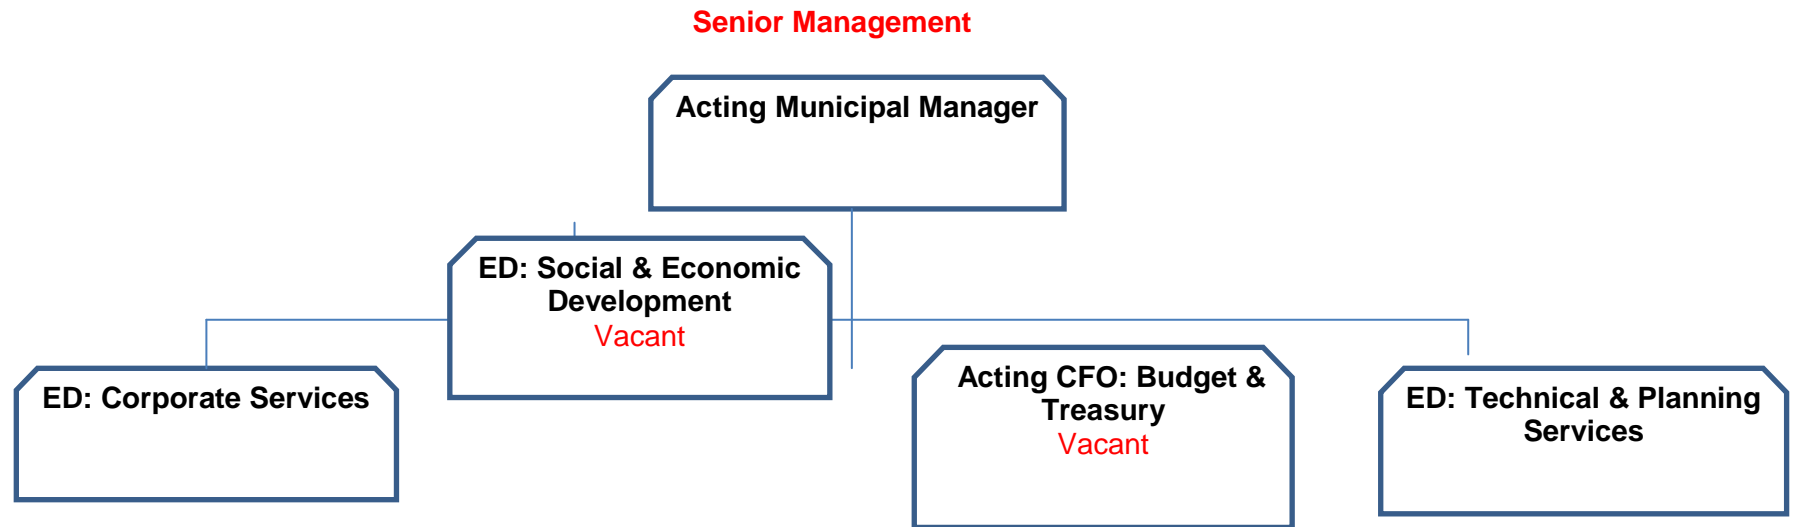 Senior Management
Acting Municipal Manager
ED: Social & Economic
Development
Vacant
ED: Corporate Services
Acting CFO: Budget &
Treasury
Vacant
ED: Technical & Planning
Services